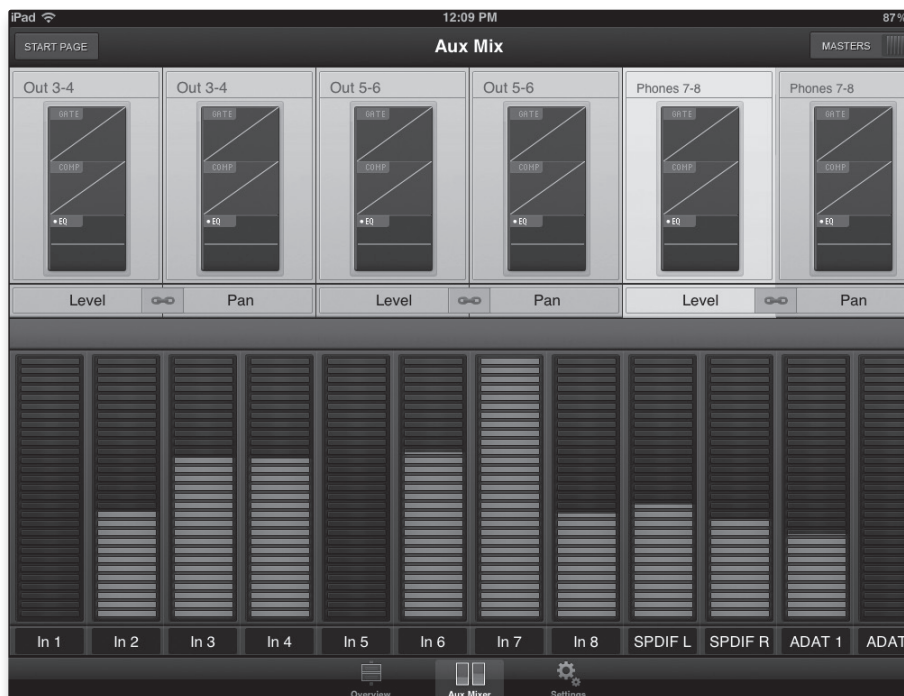 iPad 12:09 PM 87%
START PAGE Aux Mix MASTERS
Out 3-4 Out 3-4 Out 5-6 Out 5-6 Phones 7-8 Phones 7-8
GATE GATE GATE GATE GATE GATE
COMP COMP COMP COMP COMP COMP
EQ EQ EQ EQ EQ EQ
Level Pan Level Pan Level Pan
In 1 In 2 In 3 In 4 In 5 In 6 In 7 In 8 SPDIF L SPDIF R ADAT 1 ADAT
Overview Aux Mixer Settings